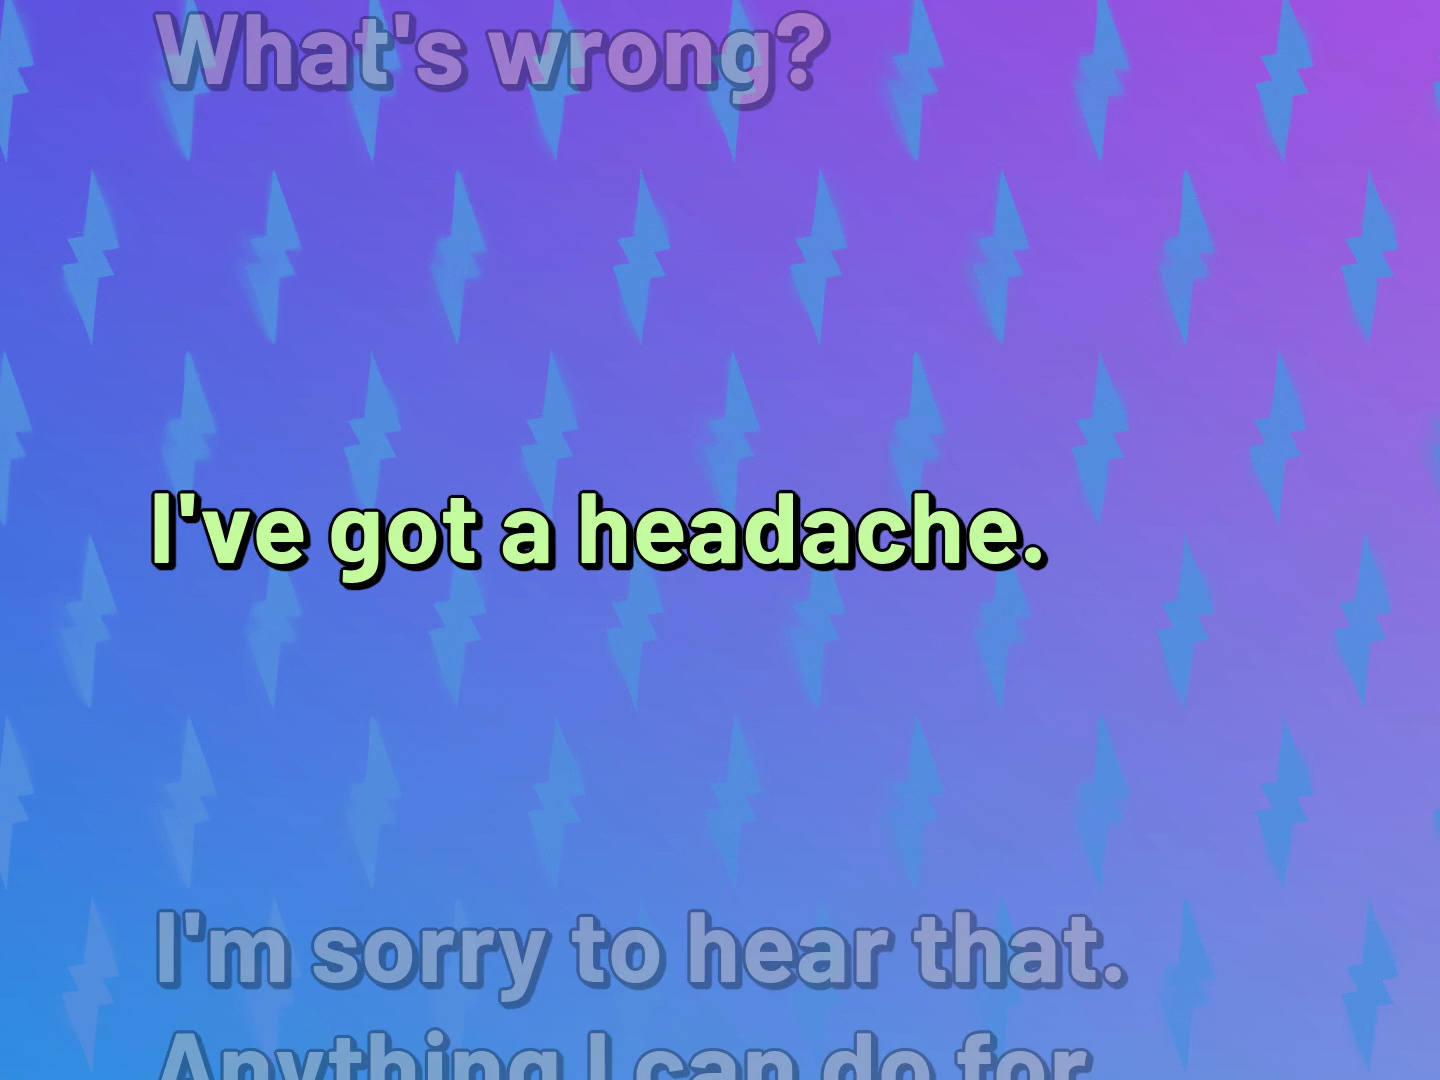 What's wrong?
I've got a headache.
I'm sorry to hear that.
Anything I can do for